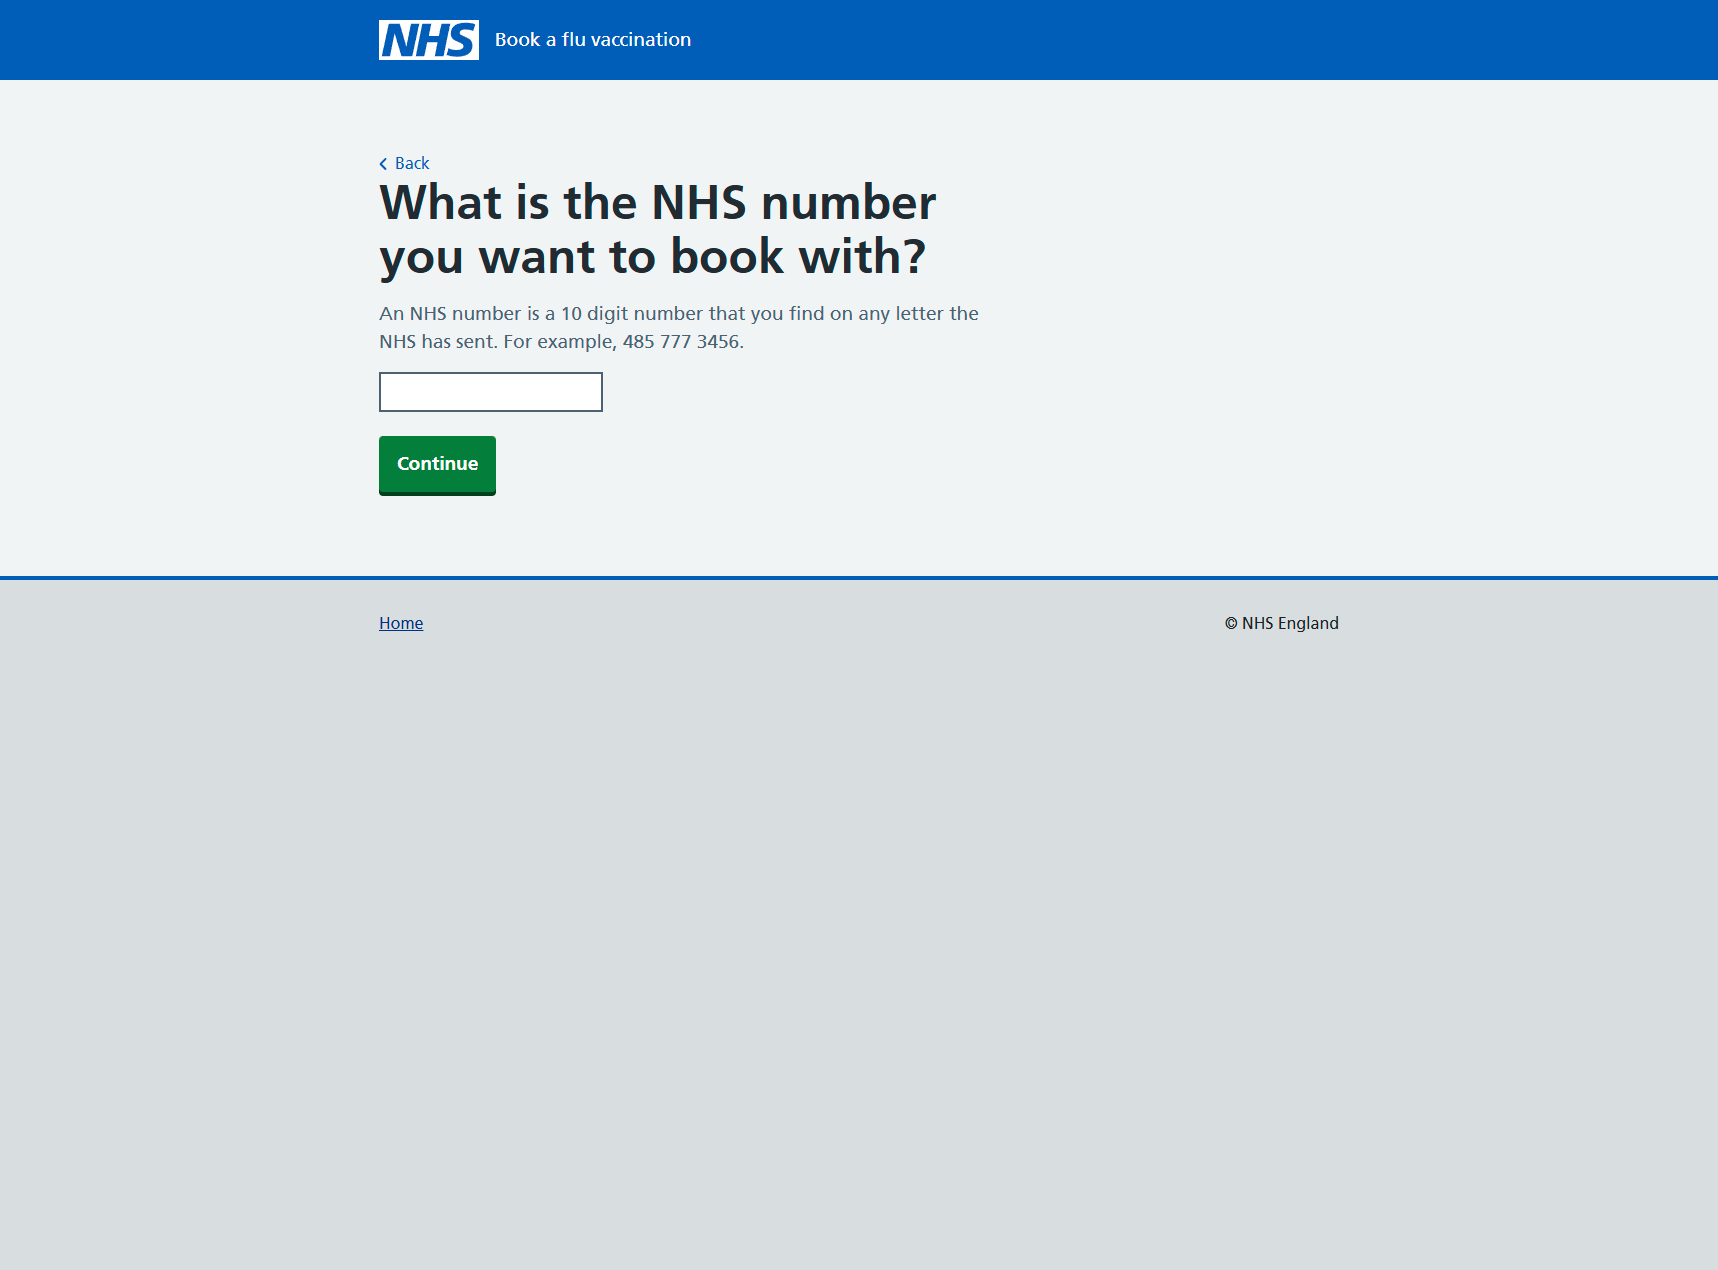 NHS Book a flu vaccination
Back
What is the NHS number
you want to book with?
An NHS number is a 10 digit number that you find on any letter the
NHS has sent. For example, 485 777 3456.
Continue
Home © NHS England